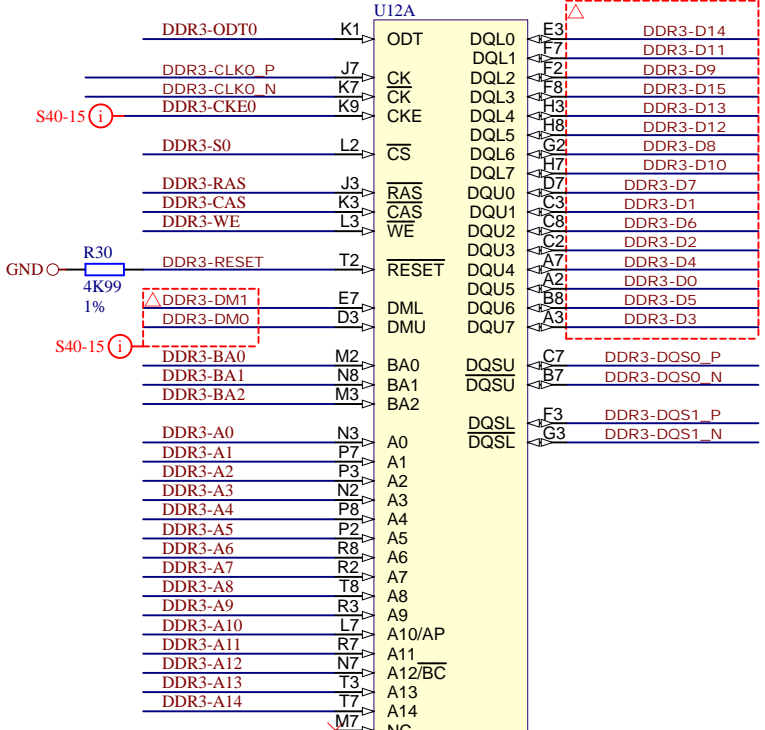 U12A
DDR3-ODT0 K1 ODT DQL0 E3 DDR3-D14
DQL1 F7 DDR3-D11
DDR3-CLK0_P J7 CK DQL2 F2 DDR3-D9
DDR3-CLK0_N K7 CK DQL3 F8 DDR3-D15
S40-15 i DDR3-CKE0 K9 CKE DQL4 H3 DDR3-D13
DQL5 H8 DDR3-D12
DDR3-S0 L2 CS DQL6 G2 DDR3-D8
DQL7 H7 DDR3-D10
DDR3-RAS J3 RAS DQU0 D7 DDR3-D7
DDR3-CAS K3 CAS DQU1 C3 DDR3-D1
DDR3-WE L3 WE DQU2 C8 DDR3-D6
DQU3 C2 DDR3-D2
R30
GND DDR3-RESET T2 RESET DQU4 A7 DDR3-D4
4K99 DQU5 A2 DDR3-D0
1% DDR3-DM1 E7 DML DQU6 B8 DDR3-D5
DDR3-DM0 D3 DMU DQU7 A3 DDR3-D3
S40-15 i
DDR3-BA0 M2 BA0 DQSU C7 DDR3-DQS0_P
DDR3-BA1 N8 BA1 DQSU B7 DDR3-DQS0_N
DDR3-BA2 M3 BA2
DQSL F3 DDR3-DQS1_P
DDR3-A0 N3 A0 DQSL G3 DDR3-DQS1_N
DDR3-A1 P7 A1
DDR3-A2 P3 A2
DDR3-A3 N2 A3
DDR3-A4 P8 A4
DDR3-A5 P2 A5
DDR3-A6 R8 A6
DDR3-A7 R2 A7
DDR3-A8 T8 A8
DDR3-A9 R3 A9
DDR3-A10 L7 A10/AP
DDR3-A11 R7 A11
DDR3-A12 N7 A12/BC
DDR3-A13 T3 A13
DDR3-A14 T7 A14
M7 NC